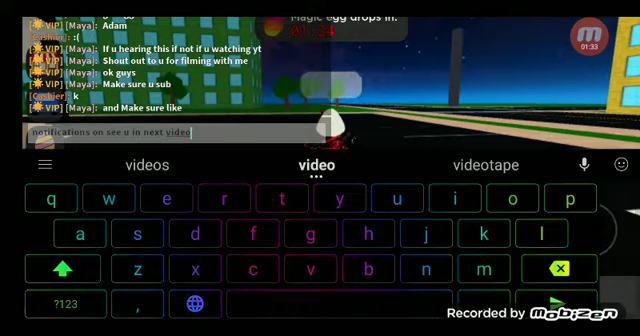 [VIP] [Maya]: Adam
[Cashier]: :(
[VIP] [Maya]: If u hearing this if not if u watching yt
[VIP] [Maya]: Shout out to u for filming with me
[VIP] [Maya]: ok guys
[VIP] [Maya]: Make sure u sub
[Cashier]: k
[VIP] [Maya]: and Make sure like
Magic egg drops in:
01:24
01:33
notifications on see u in next video
videos video videotape
q w e r t y u i o p
a s d f g h j k l
z x c v b n m
?123 ,
Recorded by Mobizen